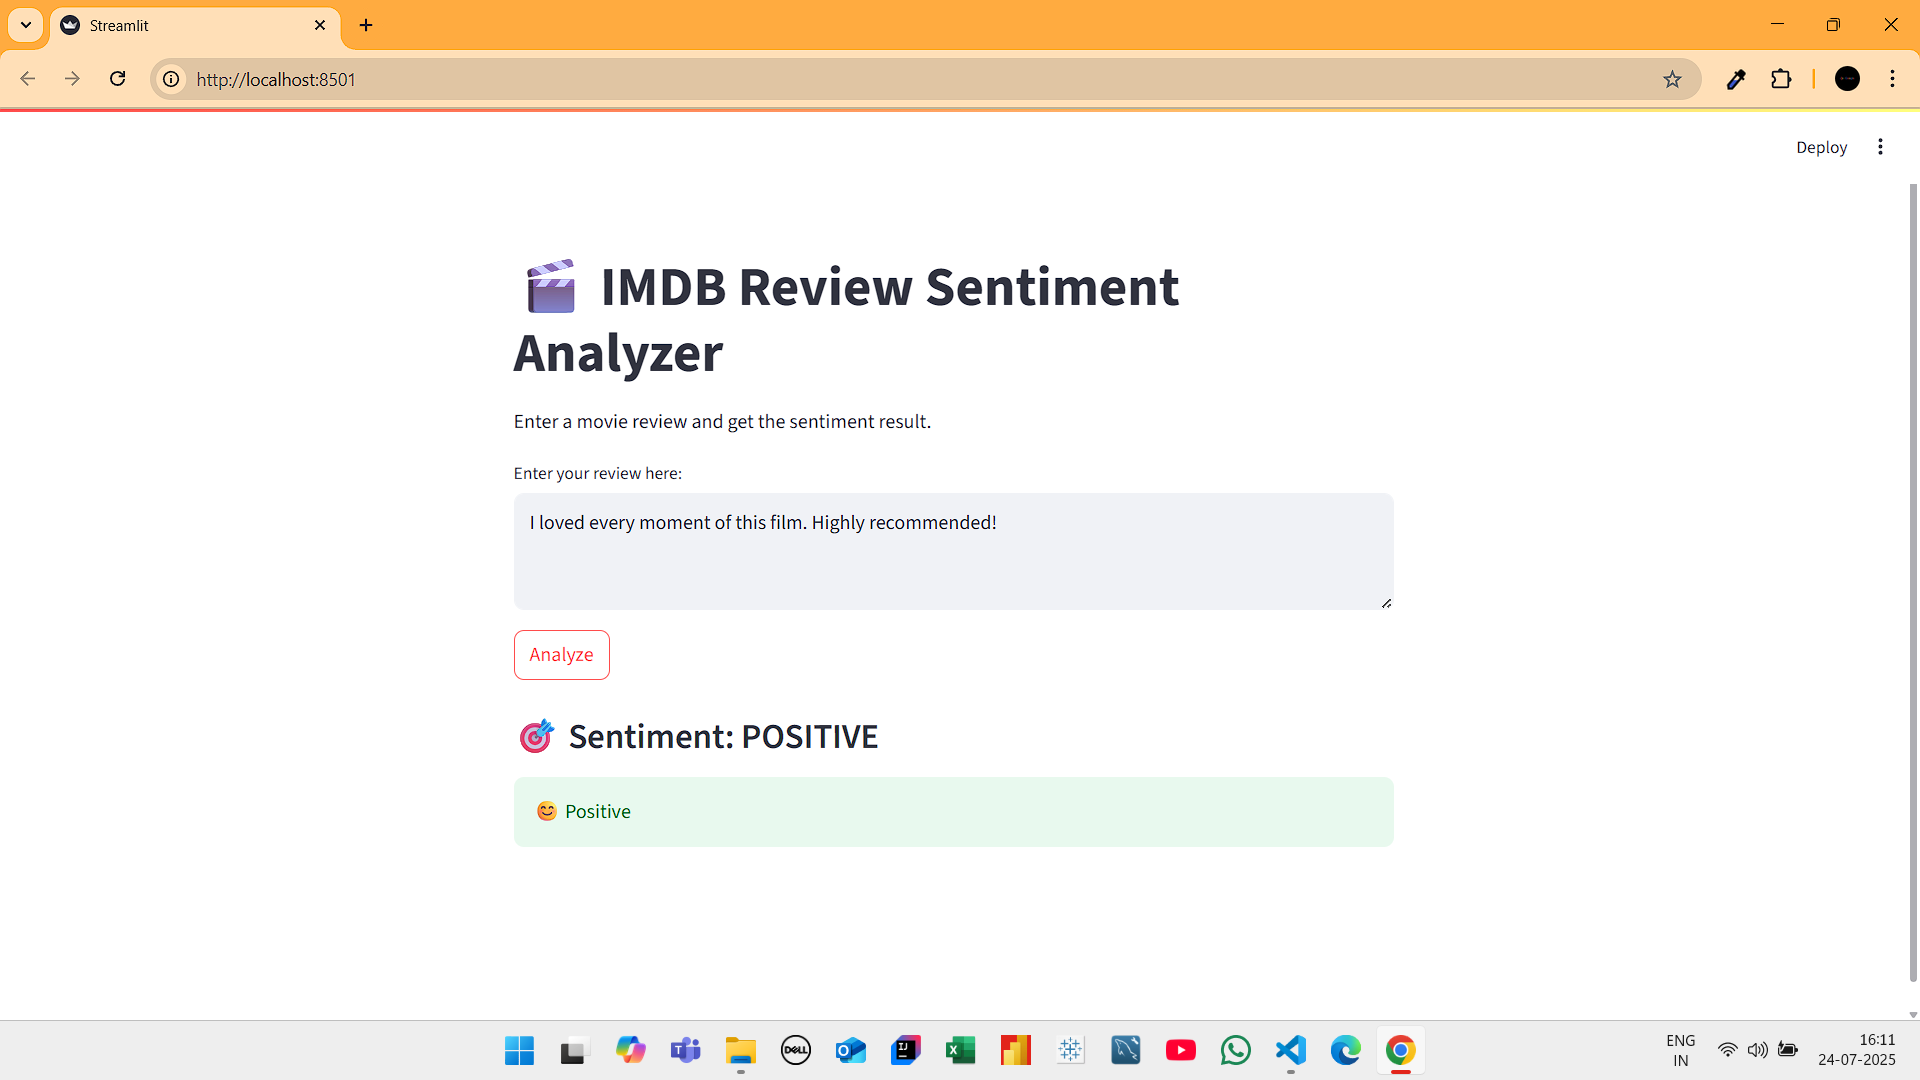 Streamlit
http://localhost:8501
Deploy
IMDB Review Sentiment
Analyzer
Enter a movie review and get the sentiment result.
Enter your review here:
I loved every moment of this film. Highly recommended!
Analyze
Sentiment: POSITIVE
Positive
DELL
IJ
ENG
IN
16:11
24-07-2025